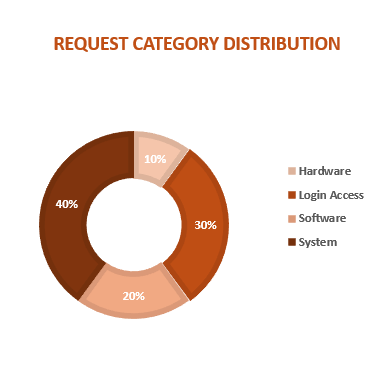 REQUEST CATEGORY DISTRIBUTION
10%
30%
20%
40%
Hardware
Login Access
Software
System